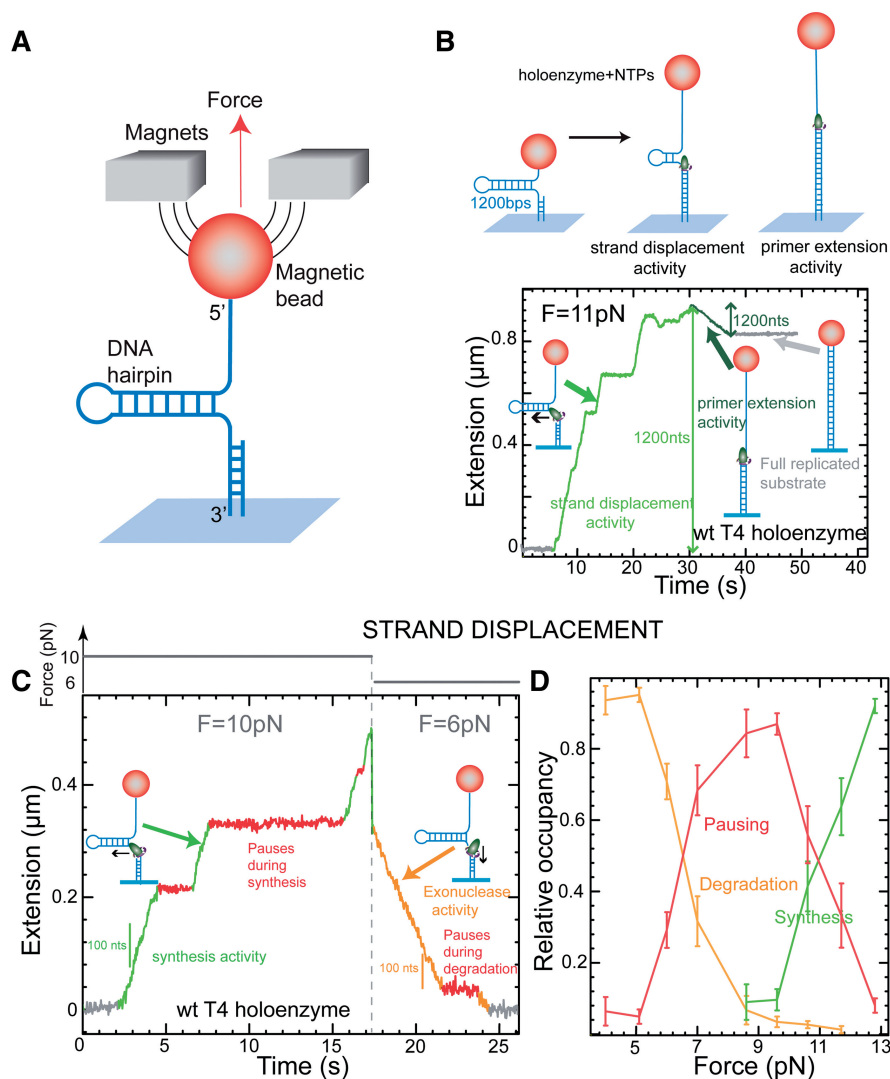 A
Force
Magnets
Magnetic
bead
5'
DNA
hairpin
3'
B
holoenzyme+NTPs
1200bps
strand displacement
activity
primer extension
activity
F=11pN
1200nts
primer extension
activity
1200nts
Full replicated
substrate
strand displacement
activity
wt T4 holoenzyme
Extension (µm)
0.8
0.4
0
10
20
30
40
Time (s)
STRAND DISPLACEMENT
Force (pN)
10
6
C
F=10pN
F=6pN
Pauses
during
synthesis
Exonuclease
activity
100 nts
synthesis activity
Pauses
during
degradation
100 nts
wt T4 holoenzyme
Extension (µm)
0.4
0.2
0
0
5
10
15
20
25
Time (s)
D
Pausing
Degradation
Synthesis
Relative occupancy
0.8
0.6
0.4
0.2
5
7
9
11
13
Force (pN)